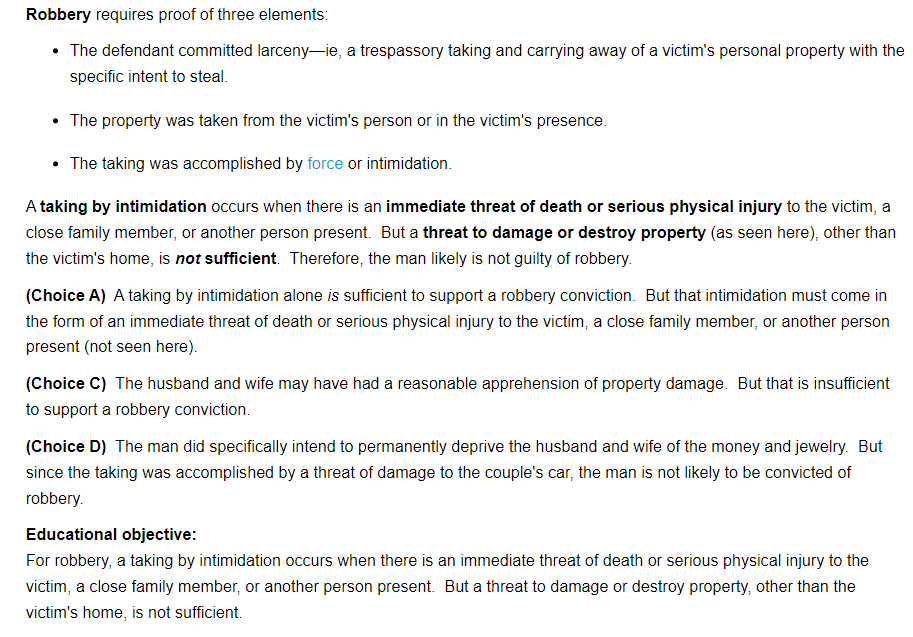 Robbery requires proof of three elements:
• The defendant committed larceny—ie, a trespassory taking and carrying away of a victim's personal property with the
specific intent to steal.
• The property was taken from the victim's person or in the victim's presence.
• The taking was accomplished by force or intimidation.
A taking by intimidation occurs when there is an immediate threat of death or serious physical injury to the victim, a
close family member, or another person present.  But a threat to damage or destroy property (as seen here), other than
the victim's home, is not sufficient.  Therefore, the man likely is not guilty of robbery.
(Choice A)  A taking by intimidation alone is sufficient to support a robbery conviction.  But that intimidation must come in
the form of an immediate threat of death or serious physical injury to the victim, a close family member, or another person
present (not seen here).
(Choice C)  The husband and wife may have had a reasonable apprehension of property damage.  But that is insufficient
to support a robbery conviction.
(Choice D)  The man did specifically intend to permanently deprive the husband and wife of the money and jewelry.  But
since the taking was accomplished by a threat of damage to the couple's car, the man is not likely to be convicted of
robbery.
Educational objective:
For robbery, a taking by intimidation occurs when there is an immediate threat of death or serious physical injury to the
victim, a close family member, or another person present.  But a threat to damage or destroy property, other than the
victim's home, is not sufficient.